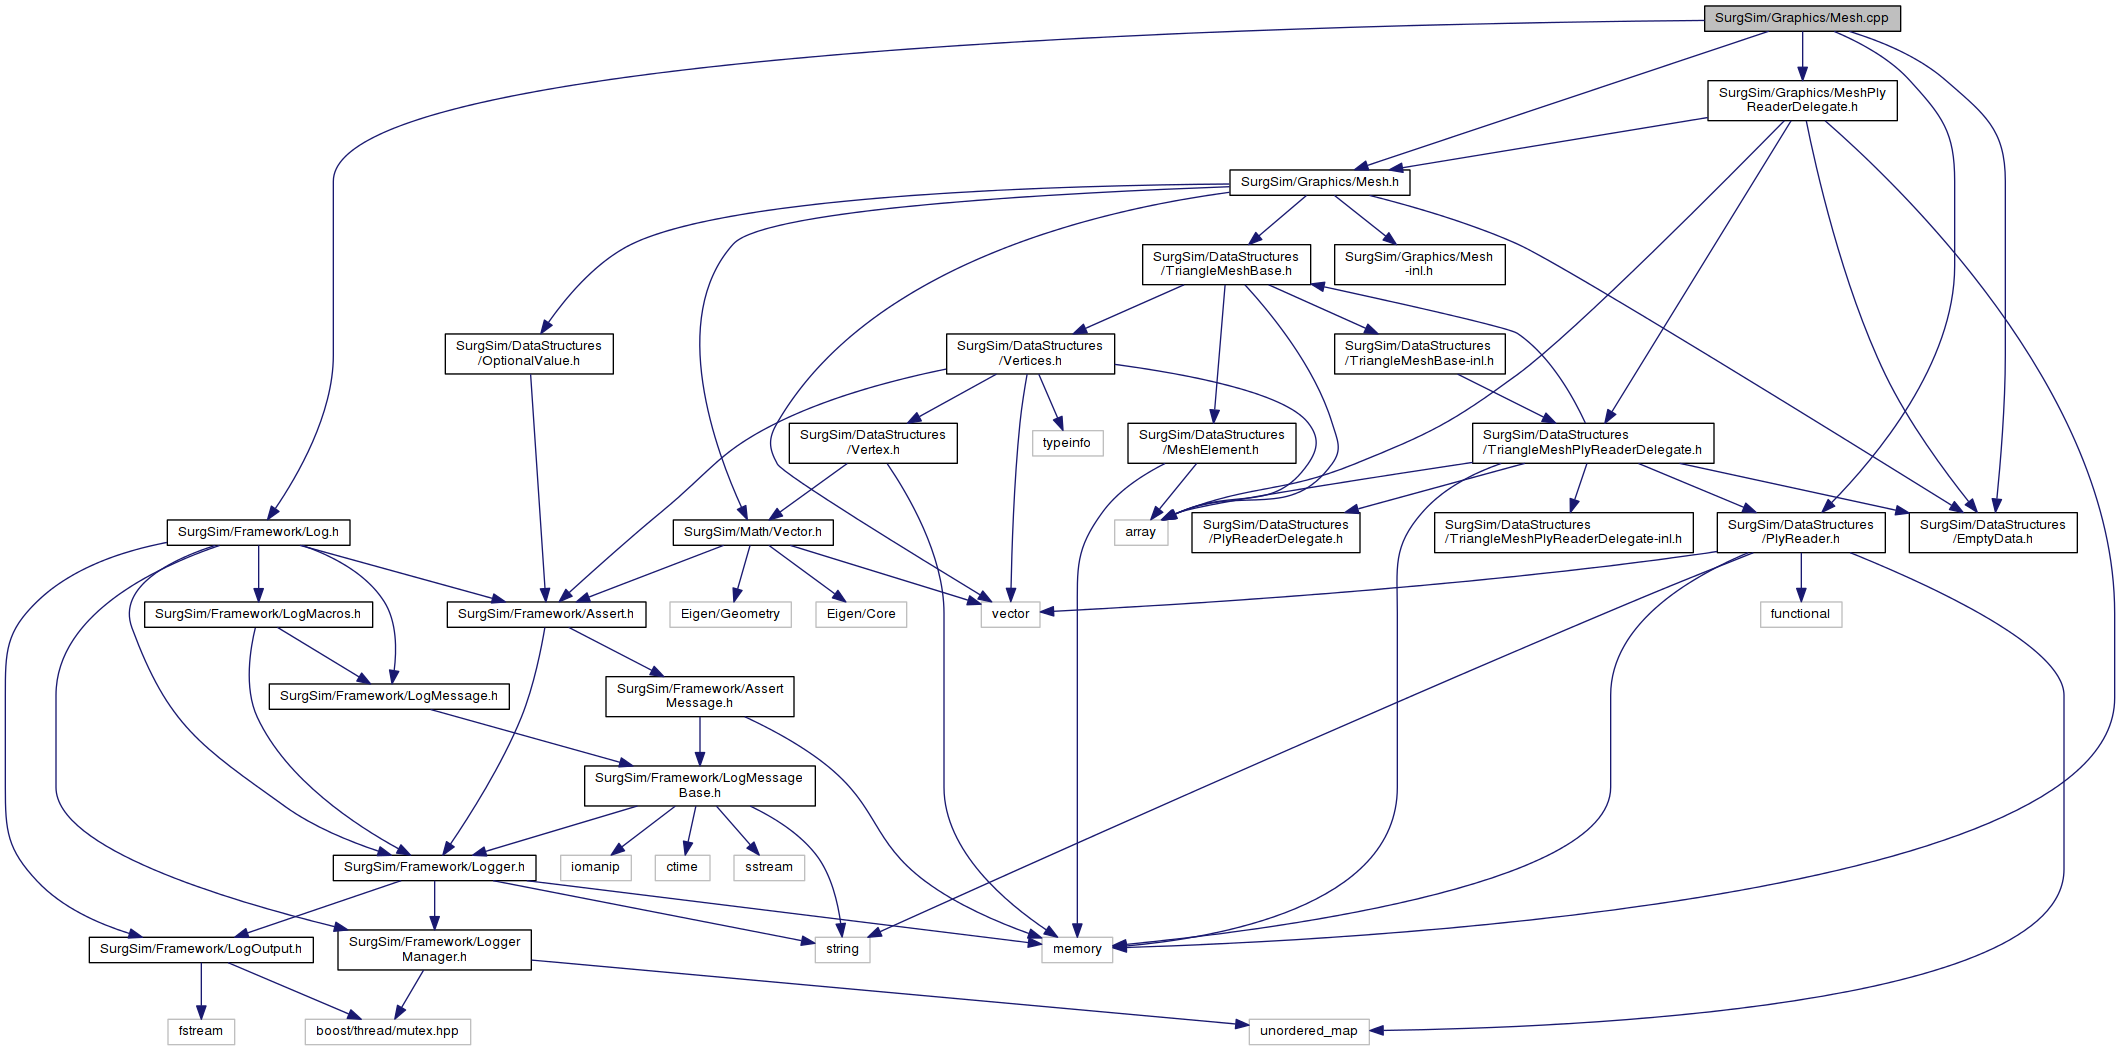 SurgSim/Graphics/Mesh.cpp
SurgSim/Graphics/MeshPly
ReaderDelegate.h
SurgSim/Graphics/Mesh.h
SurgSim/DataStructures
/TriangleMeshBase.h
SurgSim/Graphics/Mesh
-inl.h
SurgSim/DataStructures
/OptionalValue.h
SurgSim/DataStructures
/Vertices.h
SurgSim/DataStructures
/TriangleMeshBase-inl.h
SurgSim/DataStructures
/Vertex.h
typeinfo
SurgSim/DataStructures
/MeshElement.h
SurgSim/DataStructures
/TriangleMeshPlyReaderDelegate.h
SurgSim/Framework/Log.h
SurgSim/Math/Vector.h
array
SurgSim/DataStructures
/PlyReaderDelegate.h
SurgSim/DataStructures
/TriangleMeshPlyReaderDelegate-inl.h
SurgSim/DataStructures
/PlyReader.h
SurgSim/DataStructures
/EmptyData.h
SurgSim/Framework/LogMacros.h
SurgSim/Framework/Assert.h
Eigen/Geometry
Eigen/Core
vector
functional
SurgSim/Framework/LogMessage.h
SurgSim/Framework/Assert
Message.h
SurgSim/Framework/LogMessage
Base.h
SurgSim/Framework/Logger.h
iomanip
ctime
sstream
SurgSim/Framework/LogOutput.h
SurgSim/Framework/Logger
Manager.h
string
memory
fstream
boost/thread/mutex.hpp
unordered_map